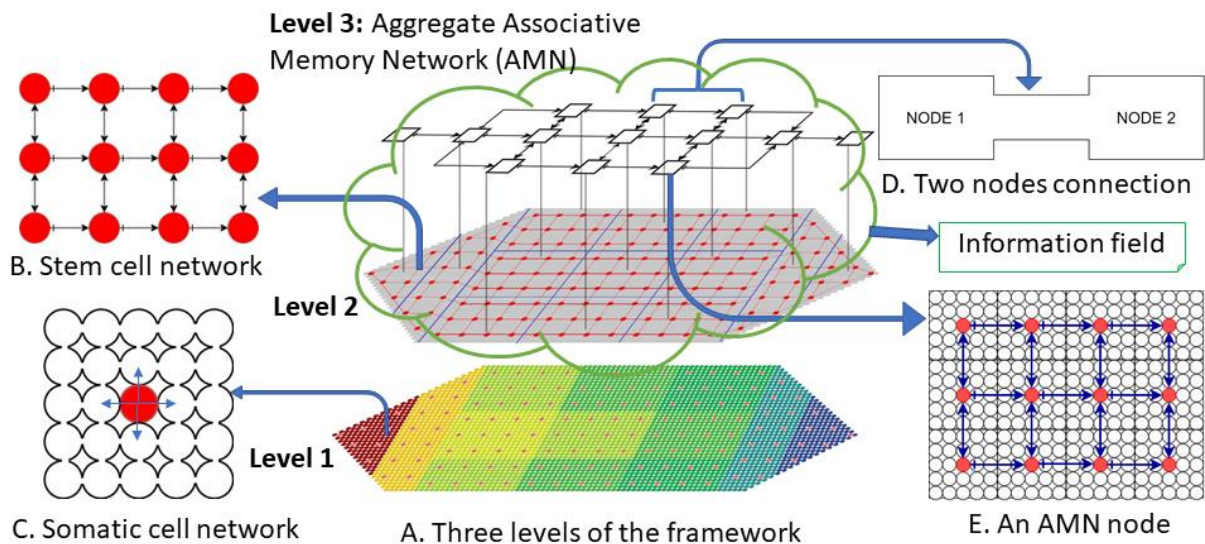 Level 3: Aggregate Associative
Memory Network (AMN)
NODE 1
NODE 2
D. Two nodes connection
B. Stem cell network
Information field
Level 2
Level 1
C. Somatic cell network
A. Three levels of the framework
E. An AMN node